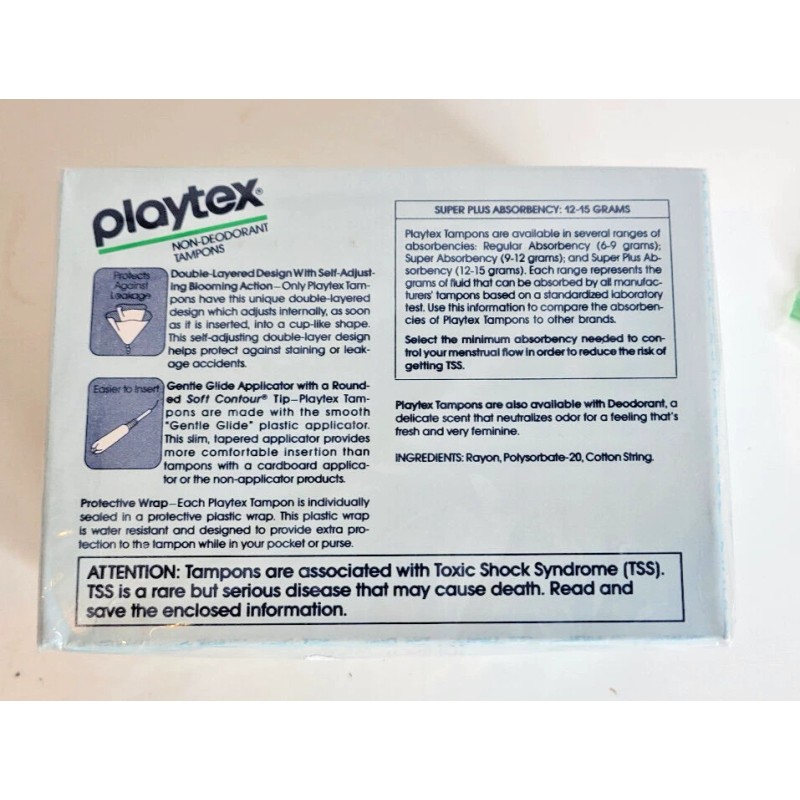 playtex®
NON-DEODORANT
TAMPONS
Protects
Against
Leakage
Double-Layered Design With Self-Adjust-
ing Blooming Action—Only Playtex Tam-
pons have this unique double-layered
design which adjusts internally, as soon
as it is inserted, into a cup-like shape.
This self-adjusting double-layer design
helps protect against staining or leak-
age accidents.
Easier to Insert
Gentle Glide Applicator with a Round-
ed Soft Contour® Tip—Playtex Tam-
pons are made with the smooth
"Gentle Glide" plastic applicator.
This slim, tapered applicator provides
more comfortable insertion than
tampons with a cardboard applica-
tor or the non-applicator products.
Protective Wrap—Each Playtex Tampon is individually
sealed in a protective plastic wrap. This plastic wrap
is water resistant and designed to provide extra pro-
tection to the tampon while in your pocket or purse.
SUPER PLUS ABSORBENCY: 12-15 GRAMS
Playtex Tampons are available in several ranges of
absorbencies: Regular Absorbency (6-9 grams);
Super Absorbency (9-12 grams); and Super Plus Ab-
sorbency (12-15 grams). Each range represents the
grams of fluid that can be absorbed by all manufac-
turers' tampons based on a standardized laboratory
test. Use this information to compare the absorben-
cies of Playtex Tampons to other brands.
Select the minimum absorbency needed to con-
trol your menstrual flow in order to reduce the risk of
getting TSS.
Playtex Tampons are also available with Deodorant, a
delicate scent that neutralizes odor for a feeling that's
fresh and very feminine.
INGREDIENTS: Rayon, Polysorbate-20, Cotton String.
ATTENTION: Tampons are associated with Toxic Shock Syndrome (TSS).
TSS is a rare but serious disease that may cause death. Read and
save the enclosed information.